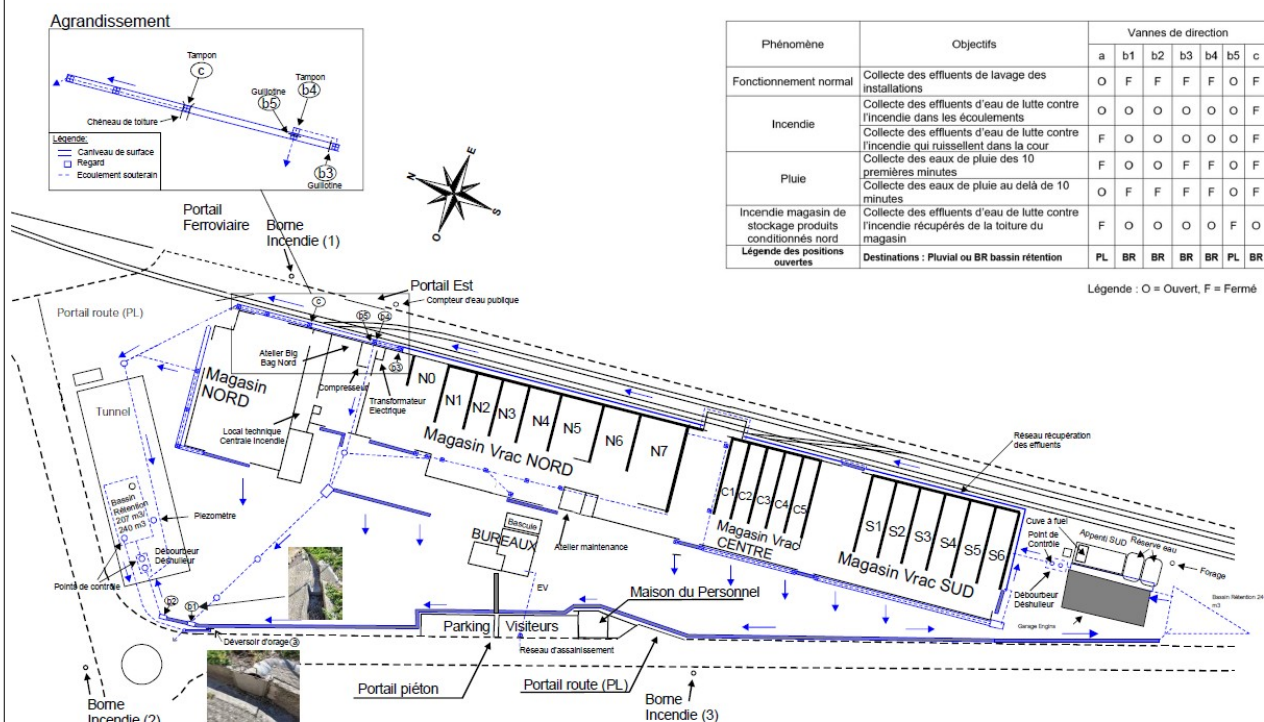 Agrandissement
Tampon
c
Tampon
Guillotine
b4
b5
Chéneau de toiture
b3
Guillotine
Légende:
Caniveau de surface
Regard
Ecoulement souterain
Phénomène
Objectifs
Vannes de direction
a b1 b2 b3 b4 b5 c
Fonctionnement normal
Collecte des effluents de lavage des
installations
O F F F F O F
Incendie
Collecte des effluents d'eau de lutte contre
l'incendie dans les écoulements
O O O O O O F
Collecte des effluents d'eau de lutte contre
l'incendie qui ruissellent dans la cour
F O O O O O F
Pluie
Collecte des eaux de pluie des 10
premières minutes
F O O F F O F
Collecte des eaux de pluie au delà de 10
minutes
O F F F F O F
Incendie magasin de
stockage produits
conditionnés nord
Collecte des effluents d'eau de lutte contre
l'incendie récupérés de la toiture du
magasin
F O O O O F O
Légende des positions
ouvertes
Destinations : Pluvial ou BR bassin rétention
PL BR BR BR BR PL BR
Légende : O = Ouvert, F = Fermé
N
E
S
O
Portail
Ferroviaire
Borne
Incendie (1)
Portail Est
Compteur d'eau publique
Portail route (PL)
c
b5
b4
b3
Atelier Big
Bag Nord
Magasin
NORD
Compresseur
Transformateur
Electrique
Tunnel
Local technique
Centrale Incendie
N0
N1
N2
N3
N4
N5
N6
N7
Magasin Vrac NORD
C1
C2
C3
C4
C5
Magasin Vrac
CENTRE
S1
S2
S3
S4
S5
S6
Magasin Vrac SUD
Réseau récupération
des effluents
Cuve à fuel
Point de
Contrôle
Appenti SUD
Réserve eau
Forage
Débourbeur
Déshuileur
Garage Engins
Bassin Rétention 24
m3
Bassin
Rétention
207 m3/
240 m3
Piezomètre
Débourbeur
Déshuileur
Points de contrôle
b2
b1
Bascule
BUREAUX
Atelier maintenance
EV
Maison du Personnel
Parking
Visiteurs
Déversoir d'orage
a
Réseau d'assainissement
Portail piéton
Portail route (PL)
Borne
Incendie (2)
Borne
Incendie (3)